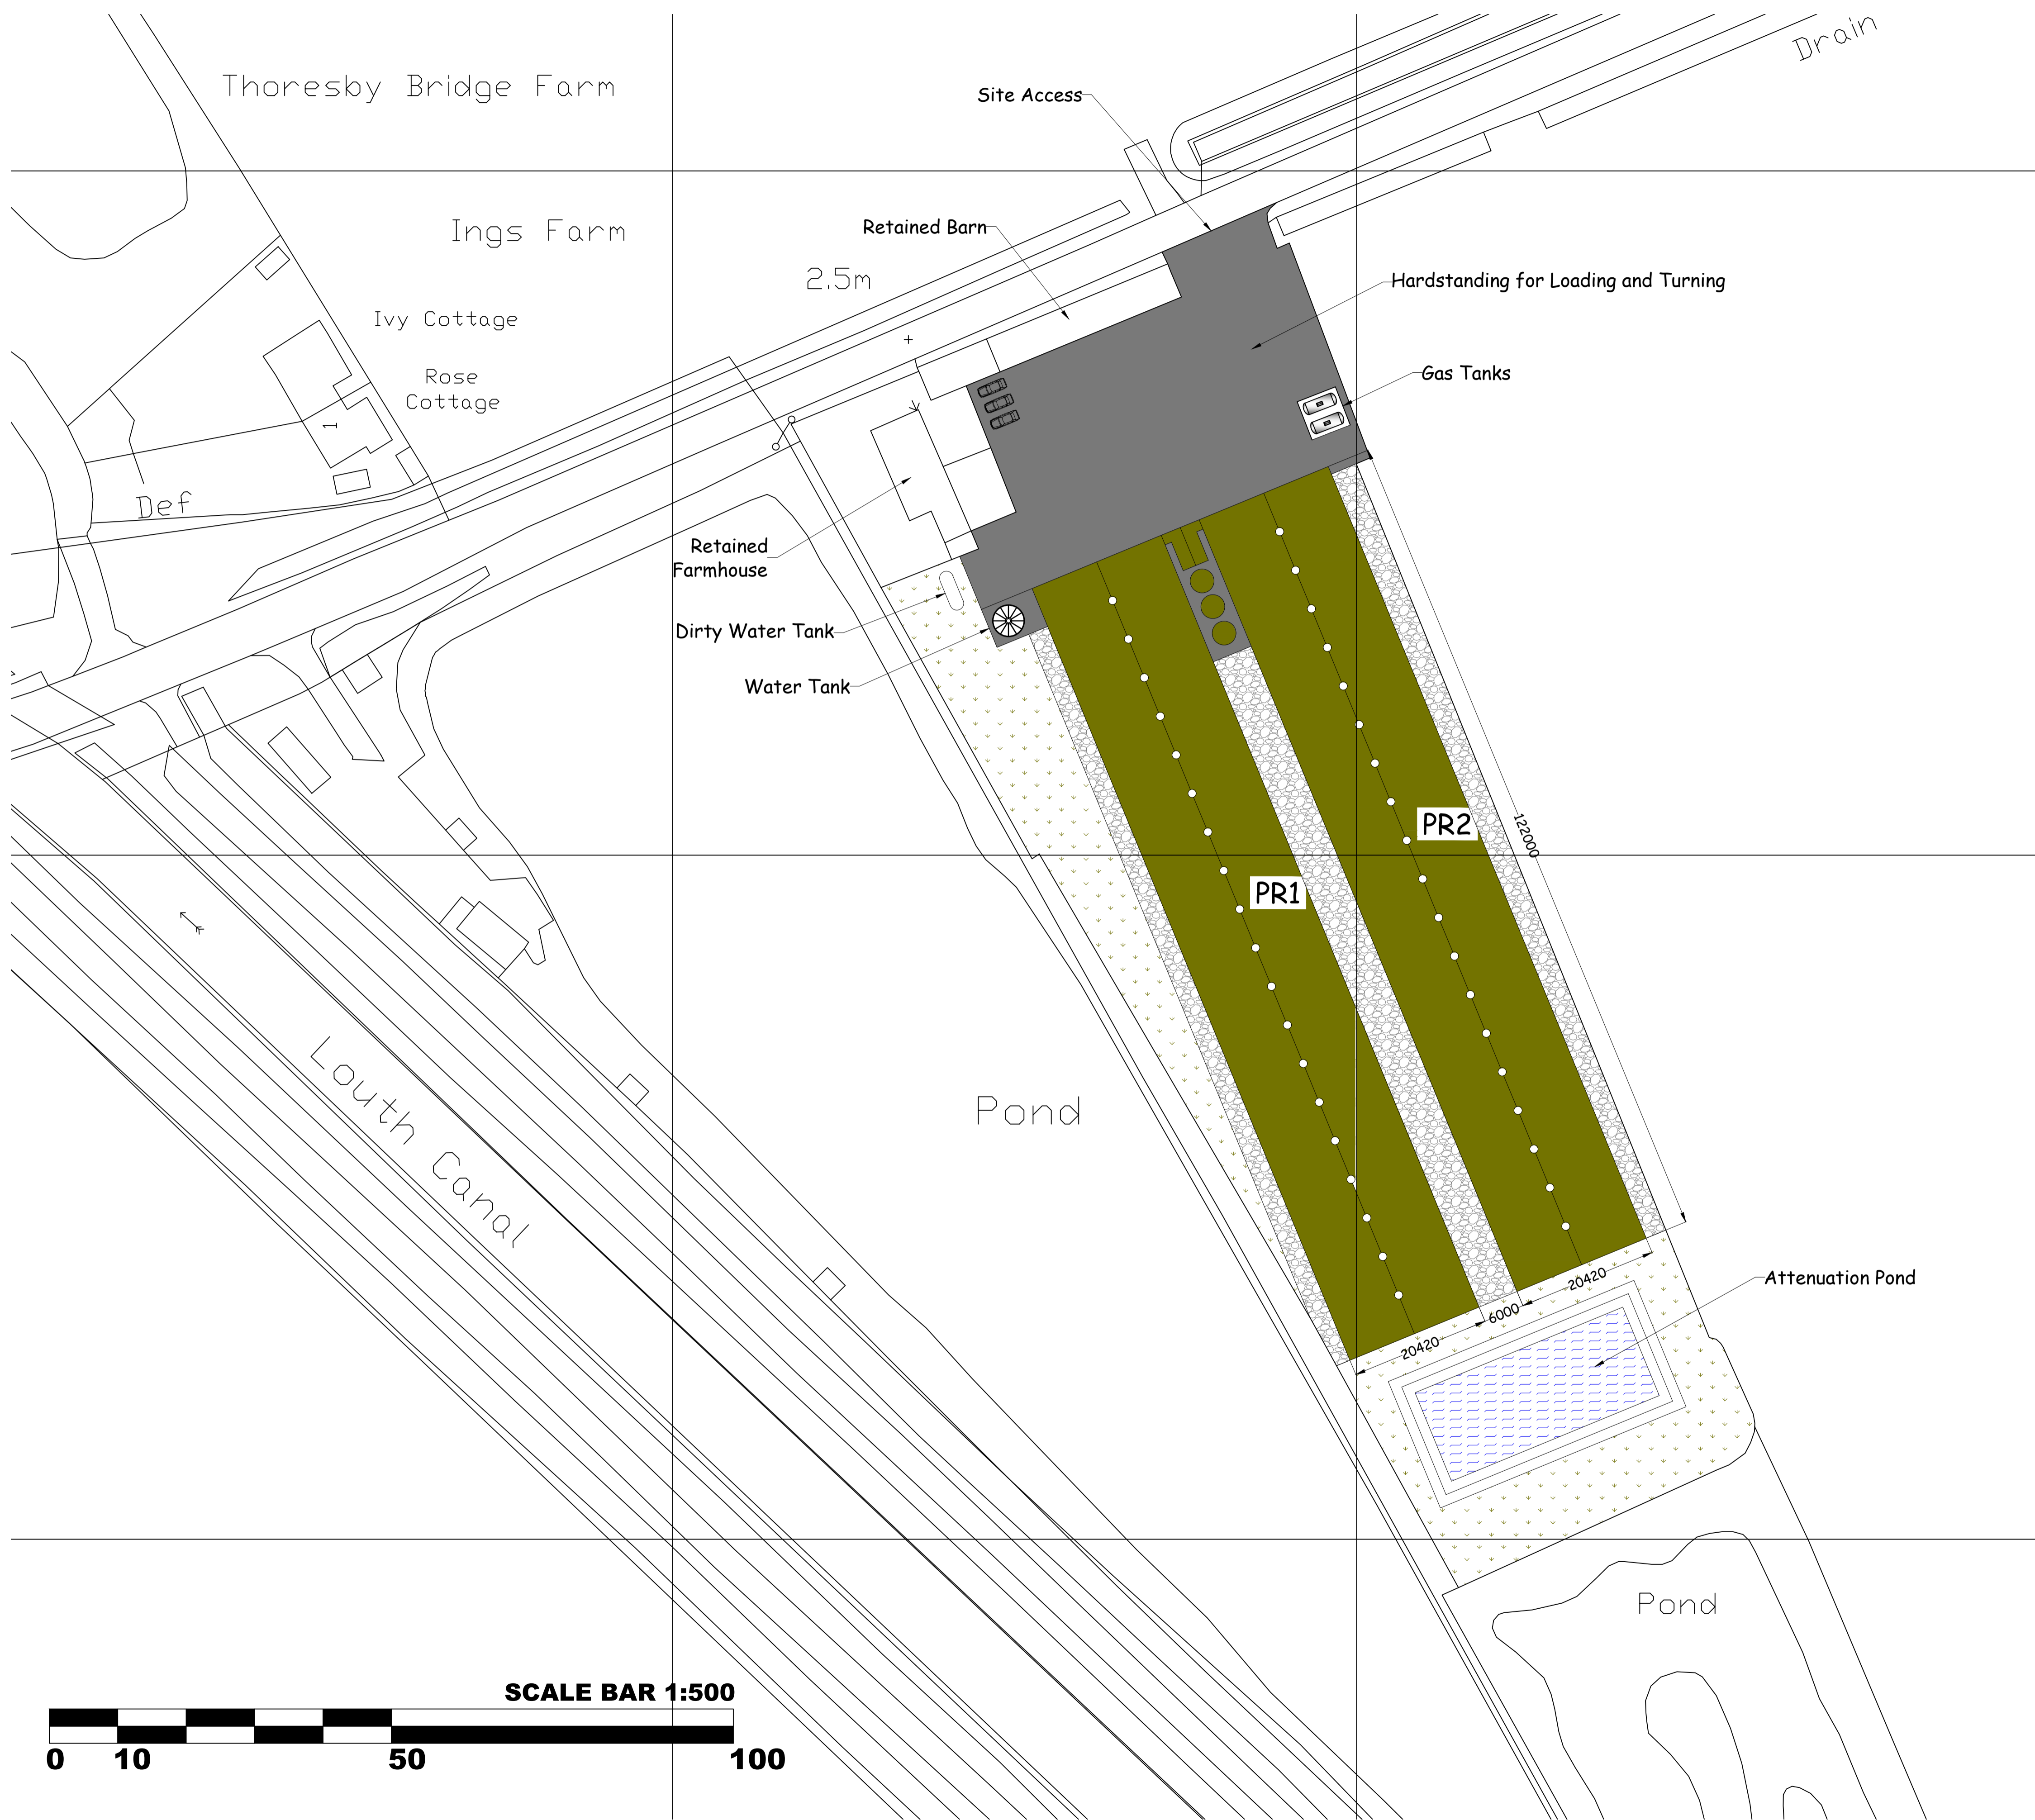 Drain
Thoresby Bridge Farm
Site Access
Ings Farm
Retained Barn
2.5m
Hardstanding for Loading and Turning
Ivy Cottage
Rose
Cottage
Gas Tanks
1
Def
Retained
Farmhouse
Dirty Water Tank
Water Tank
PR2
122000
PR1
Louth Canal
Pond
Attenuation Pond
20420
6000
20420
Pond
SCALE BAR 1:500
0 10 50 100